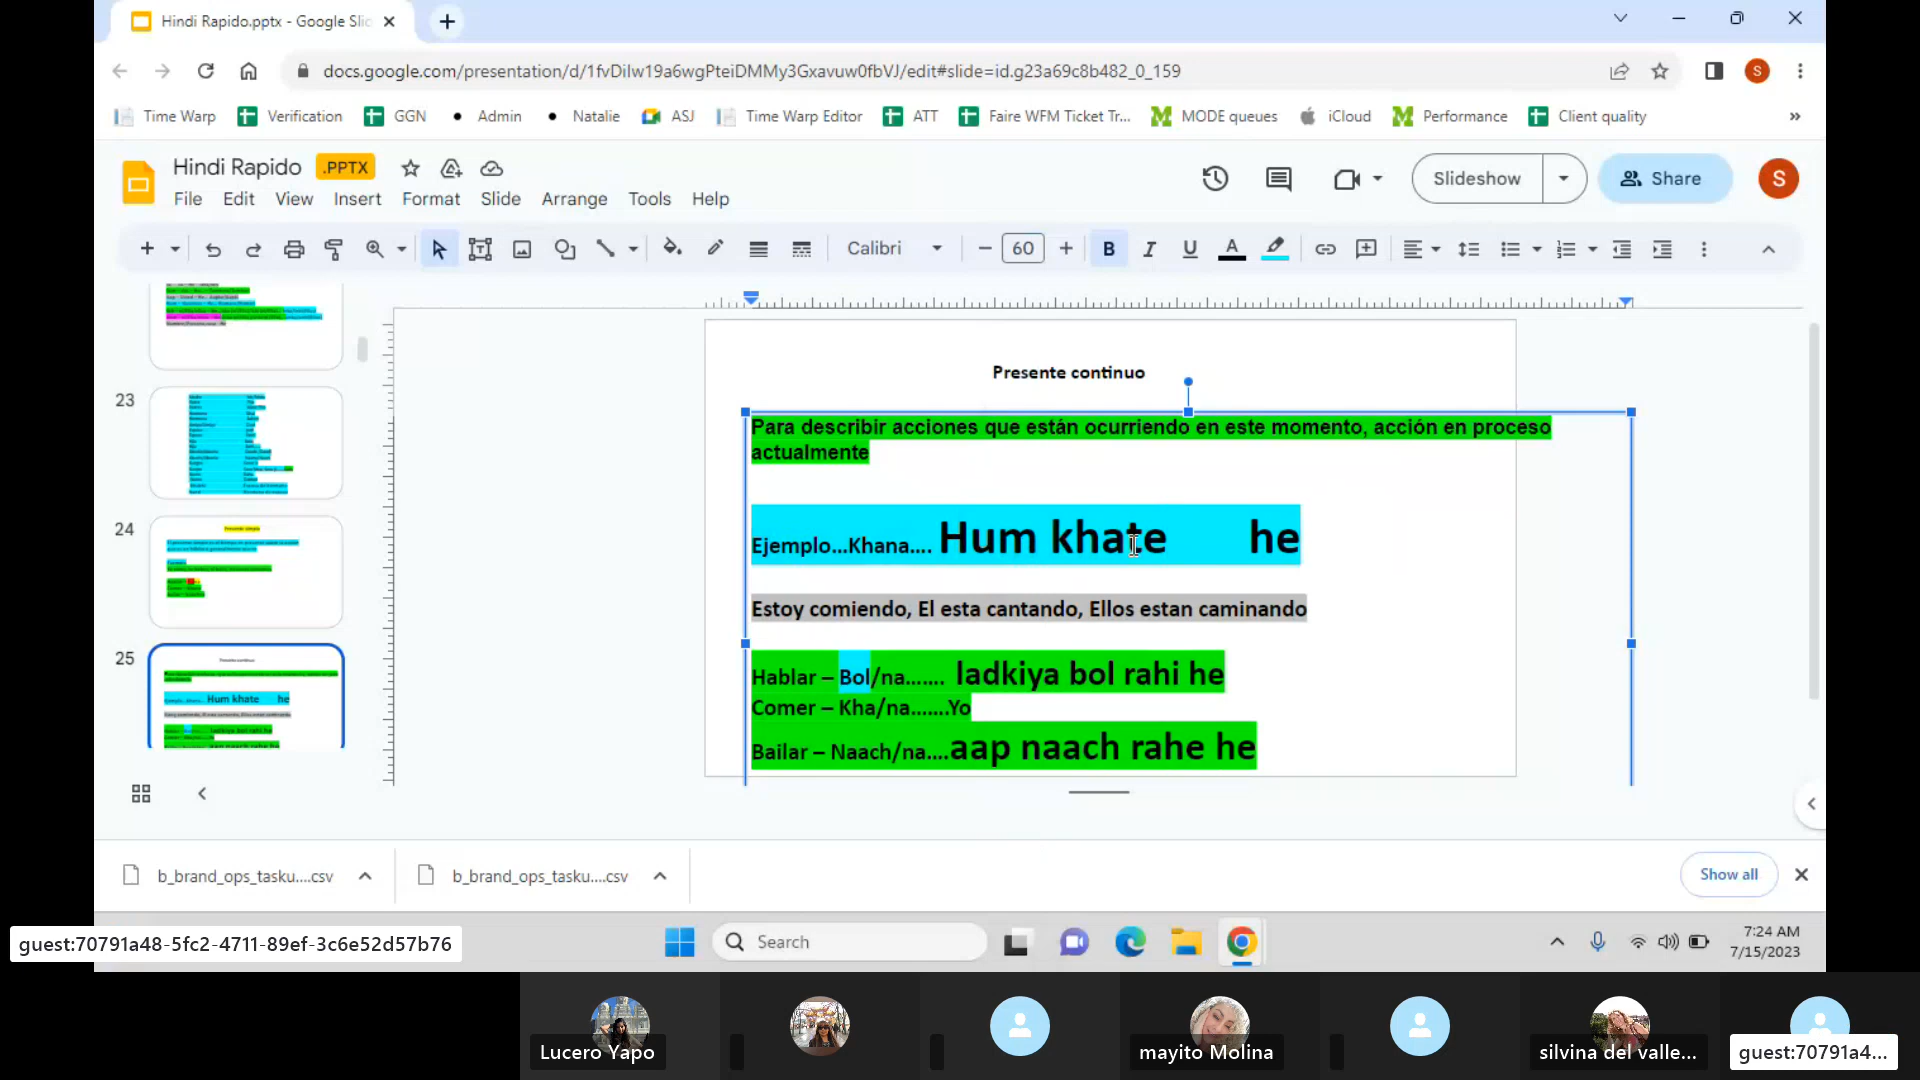 Hindi Rapido.pptx - Google Slid
docs.google.com/presentation/d/1fvDilw19a6wgPteiDMMy3Gxavuw0fbVJ/edit#slide=id.g23a69c8b482_0_159
S
Time Warp Verification GGN Admin Natalie ASJ Time Warp Editor ATT Faire WFM Ticket Tr... MODE queues iCloud Performance Client quality »
Hindi Rapido .PPTX
Slideshow Share S
File Edit View Insert Format Slide Arrange Tools Help
Calibri 60 B I U A
23
24
25
Presente continuo
Para describir acciones que están ocurriendo en este momento, acción en proceso
actualmente
Ejemplo...Khana.... Hum khate he
Estoy comiendo, El esta cantando, Ellos estan caminando
Hablar – Bol/na....... ladkiya bol rahi he
Comer – Kha/na.......Yo
Bailar – Naach/na....aap naach rahe he
b_brand_ops_tasku....csv b_brand_ops_tasku....csv Show all
guest:70791a48-5fc2-4711-89ef-3c6e52d57b76
Search
7:24 AM
7/15/2023
Lucero Yapo mayito Molina silvina del valle... guest:70791a4...